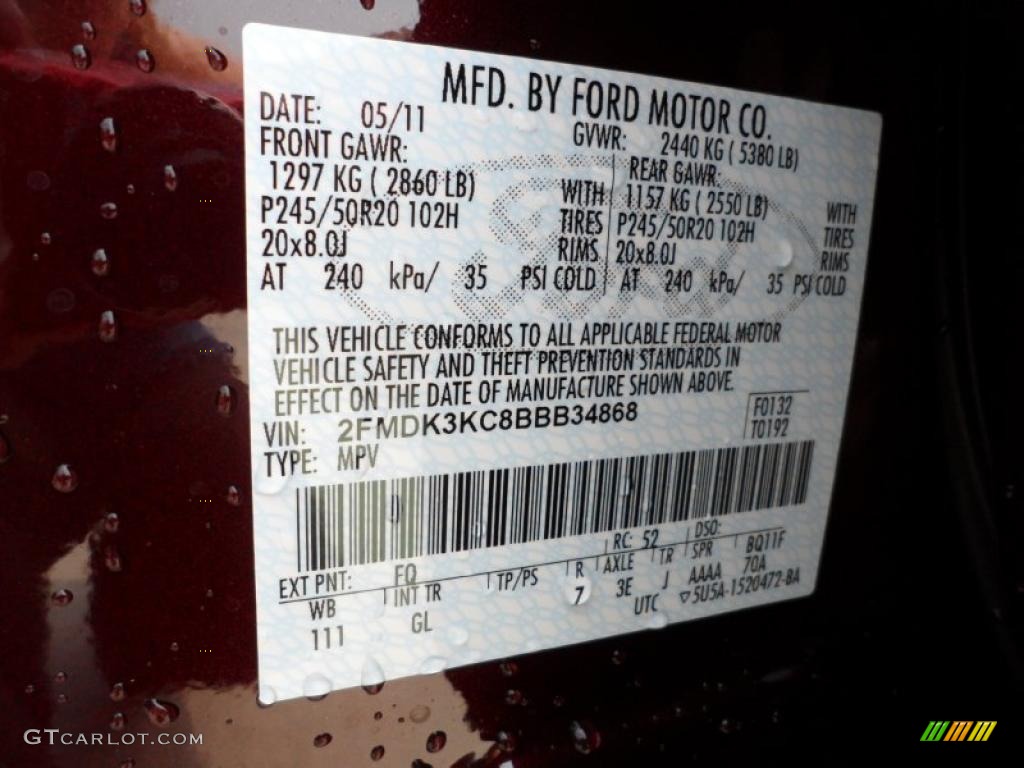 MFD. BY FORD MOTOR CO.
DATE: 05/11 GVWR: 2440 KG ( 5380 LB)
FRONT GAWR: REAR GAWR:
1297 KG ( 2860 LB) WITH 1157 KG ( 2550 LB) WITH
P245/50R20 102H TIRES P245/50R20 102H TIRES
20x8.0J RIMS 20x8.0J RIMS
AT 240 kPa/ 35 PSI COLD AT 240 kPa/ 35 PSI COLD
THIS VEHICLE CONFORMS TO ALL APPLICABLE FEDERAL MOTOR
VEHICLE SAFETY AND THEFT PREVENTION STANDARDS IN
EFFECT ON THE DATE OF MANUFACTURE SHOWN ABOVE.
VIN: 2FMDK3KC8BBB34868 F0132
TYPE: MPV T0192
EXT PNT: FQ RC: 52 DSO:
WB INT TR TP/PS R AXLE TR SPR BQ11F
111 GL 7 3E J AAAA 70A
UTC ▽5U5A-1520472-BA
GTCARLOT.COM